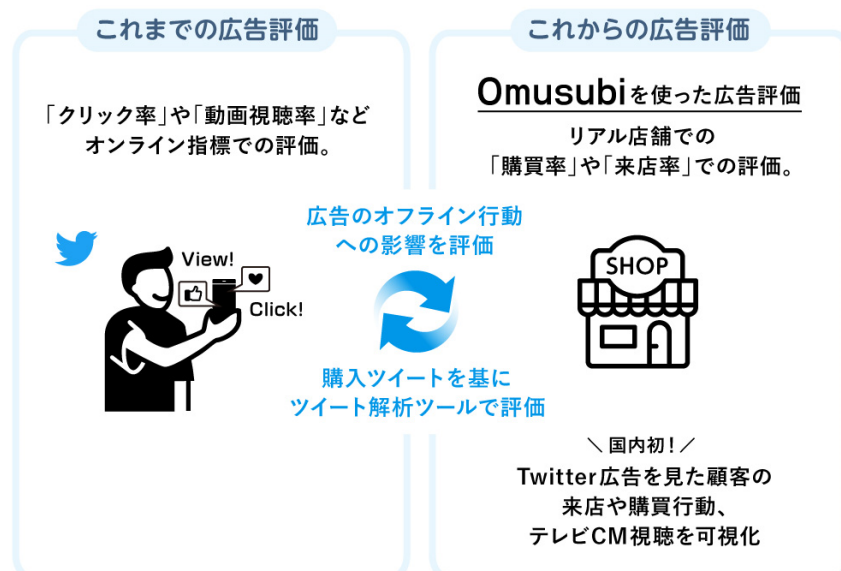 これまでの広告評価
「クリック率」や「動画視聴率」など
オンライン指標での評価。
View!
Click!
広告のオフライン行動
への影響を評価
購入ツイートを基に
ツイート解析ツールで評価
これからの広告評価
Omusubiを使った広告評価
リアル店舗での
「購買率」や「来店率」での評価。
SHOP
＼ 国内初！ ／
Twitter広告を見た顧客の
来店や購買行動、
テレビCM視聴を可視化